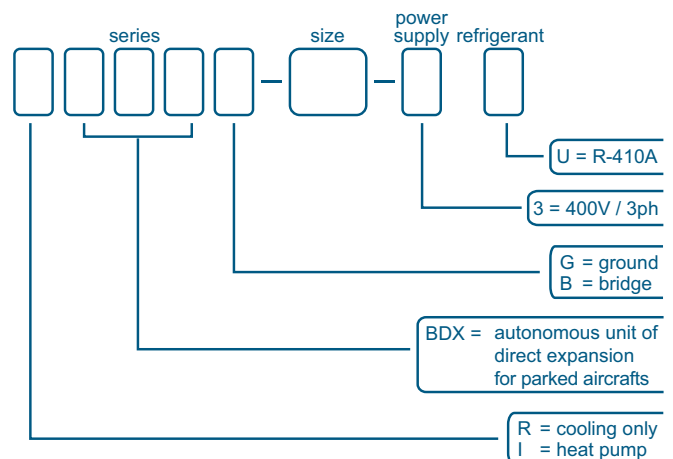 series
size
power
supply
refrigerant
U = R-410A
3 = 400V / 3ph
G = ground
B = bridge
BDX = autonomous unit of
direct expansion
for parked aircrafts
R = cooling only
I = heat pump